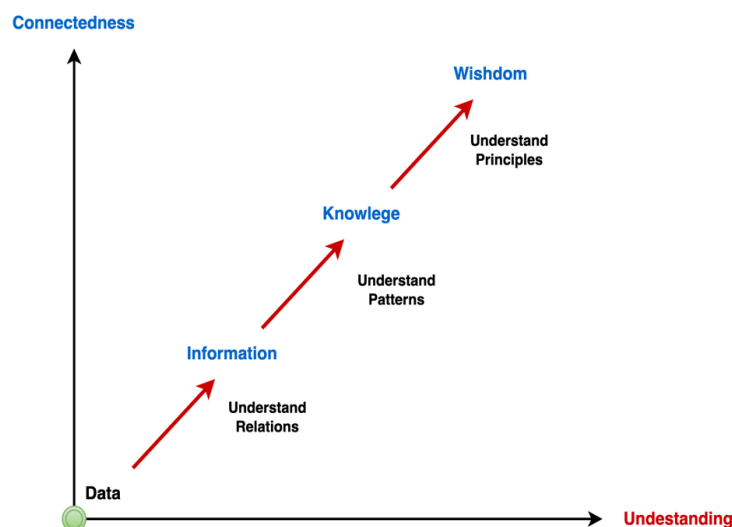 Connectedness
Wishdom
Understand
Principles
Knowlege
Understand
Patterns
Information
Understand
Relations
Data
Undestanding